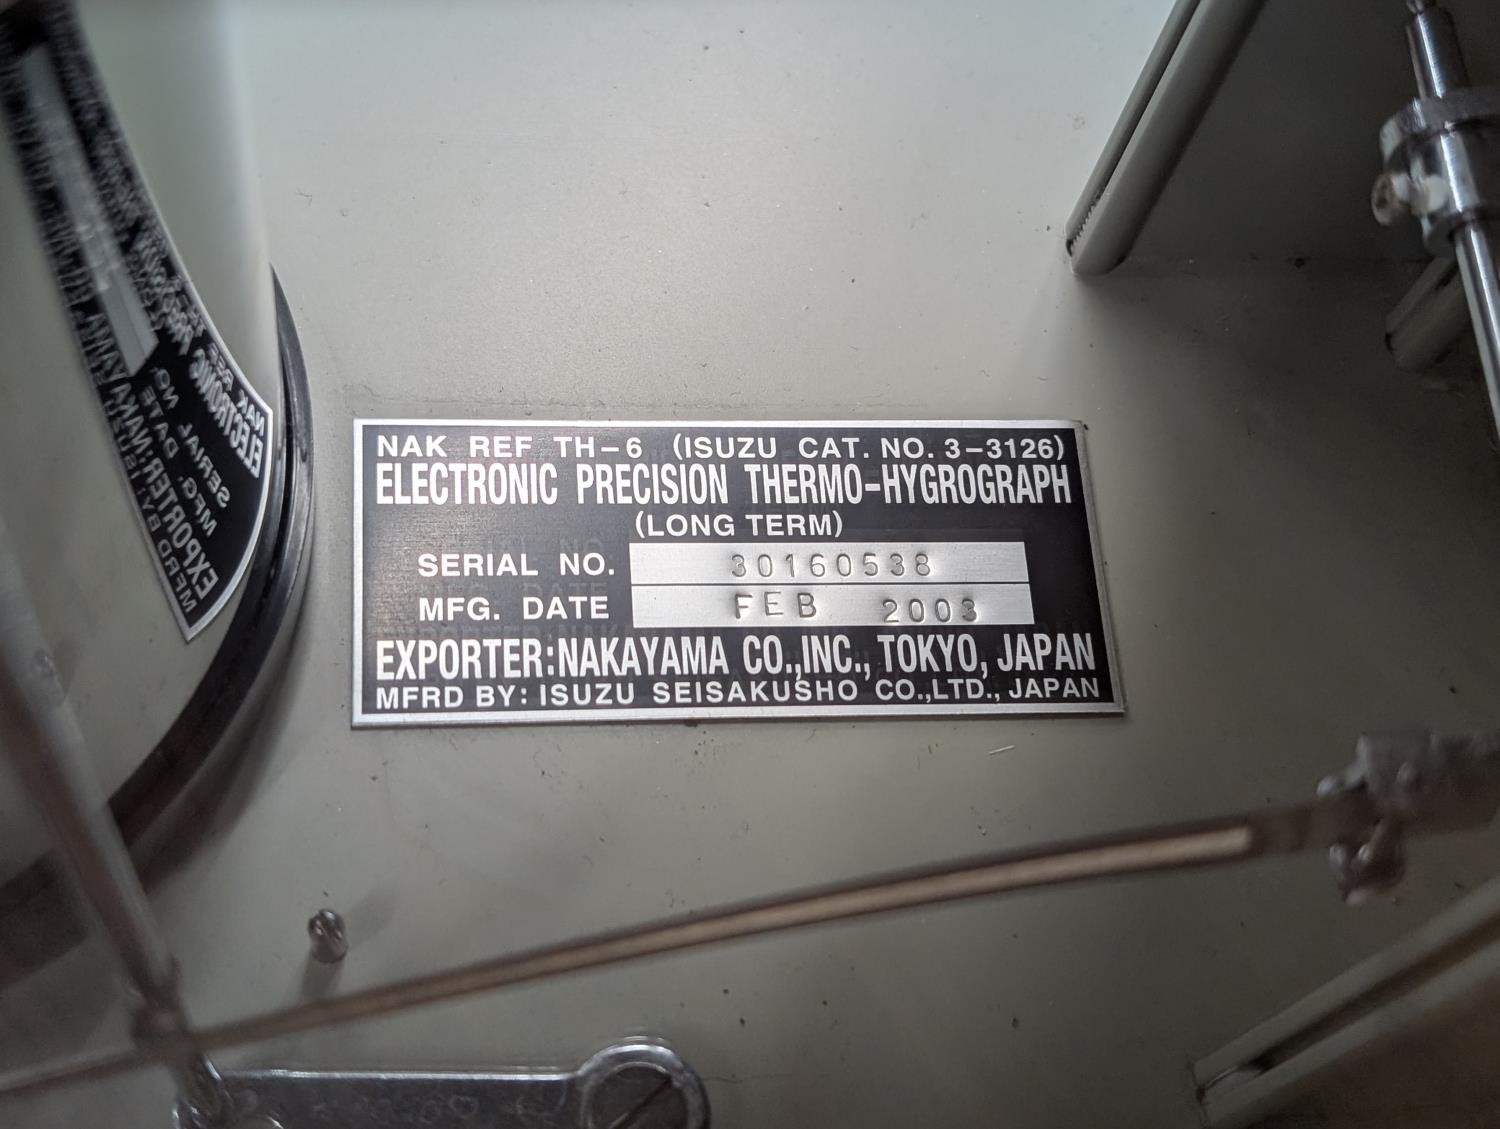 NAK REF TH-6 (ISUZU CAT. NO. 3-3126)
ELECTRONIC PRECISION THERMO-HYGROGRAPH
(LONG TERM)
SERIAL NO. 30160538
MFG. DATE FEB 2003
EXPORTER:NAKAYAMA CO.,INC., TOKYO, JAPAN
MFRD BY: ISUZU SEISAKUSHO CO.,LTD., JAPAN